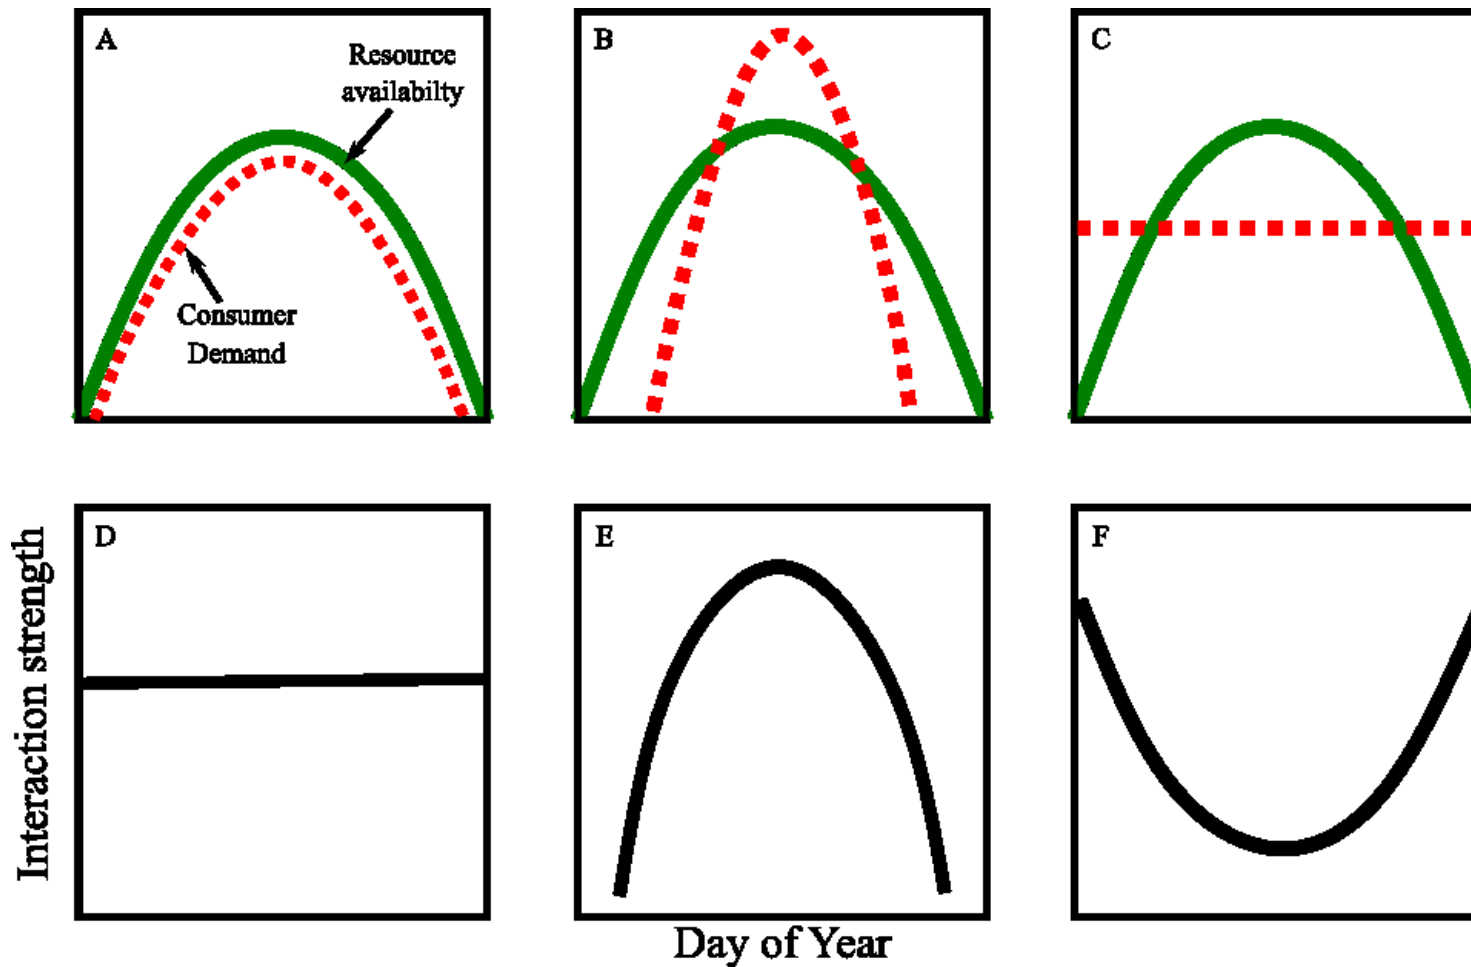 A
Resource
availabilty
Consumer
Demand
B
C
D
E
F
Interaction strength
Day of Year